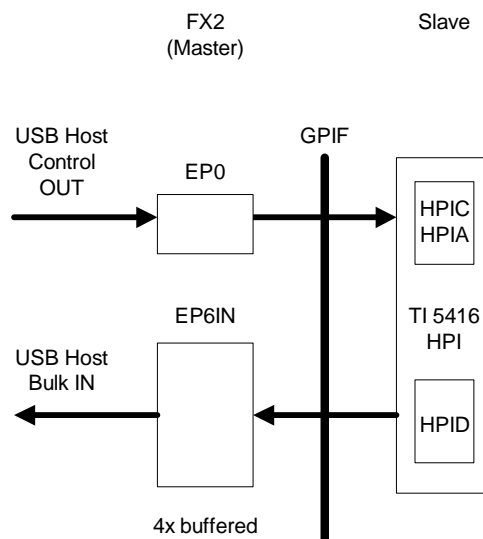 FX2
(Master)
Slave
USB Host
Control
OUT
EP0
GPIF
HPIC
HPIA
TI 5416
HPI
EP6IN
USB Host
Bulk IN
HPID
4x buffered